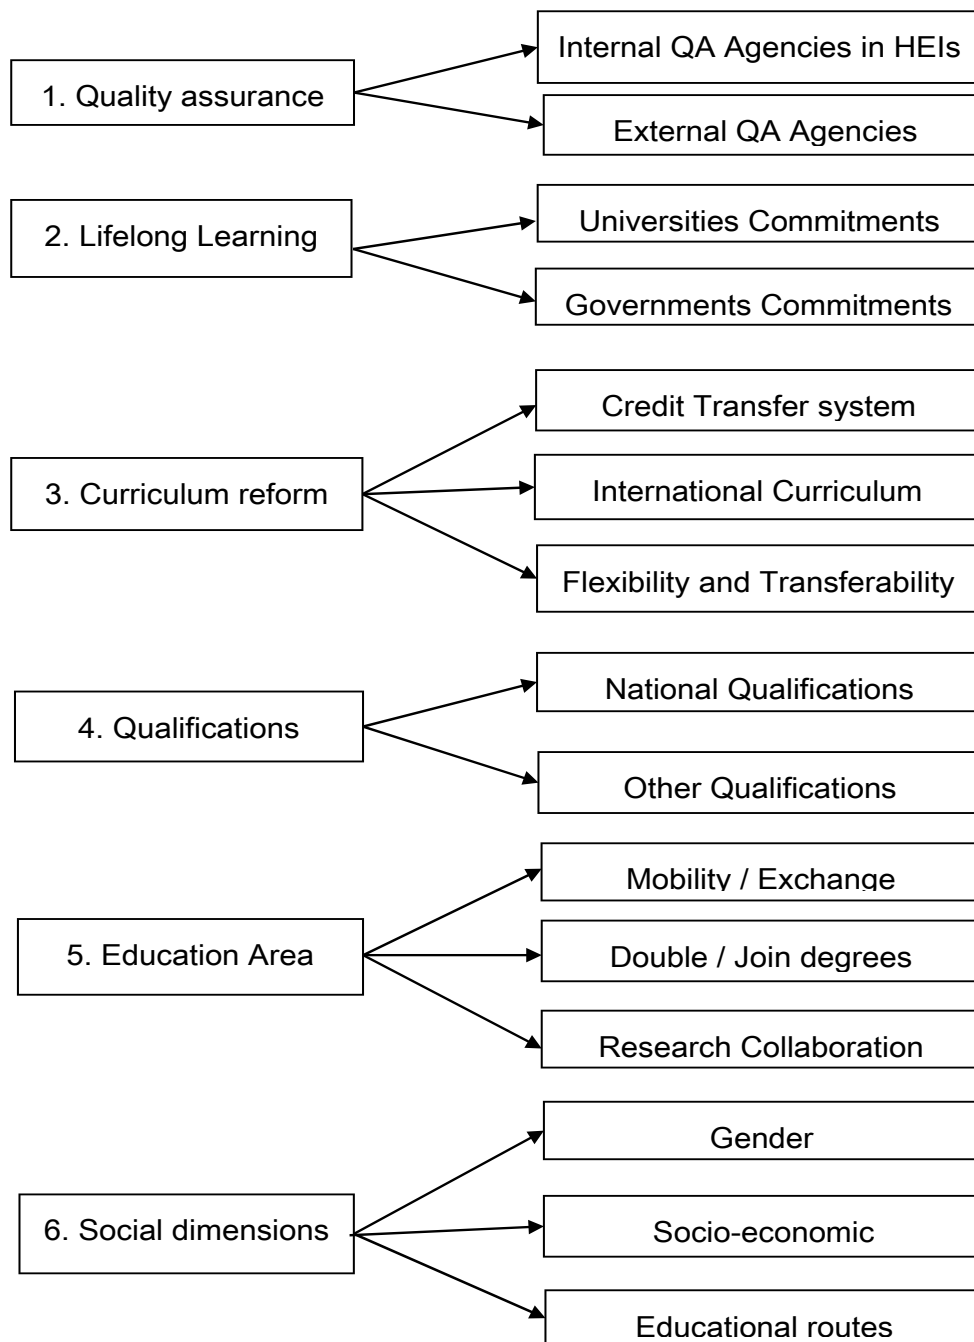 Internal QA Agencies in HEIs
1. Quality assurance
External QA Agencies
2. Lifelong Learning
Universities Commitments
Governments Commitments
Credit Transfer system
3. Curriculum reform
International Curriculum
Flexibility and Transferability
National Qualifications
4. Qualifications
Other Qualifications
Mobility / Exchange
5. Education Area
Double / Join degrees
Research Collaboration
Gender
6. Social dimensions
Socio-economic
Educational routes